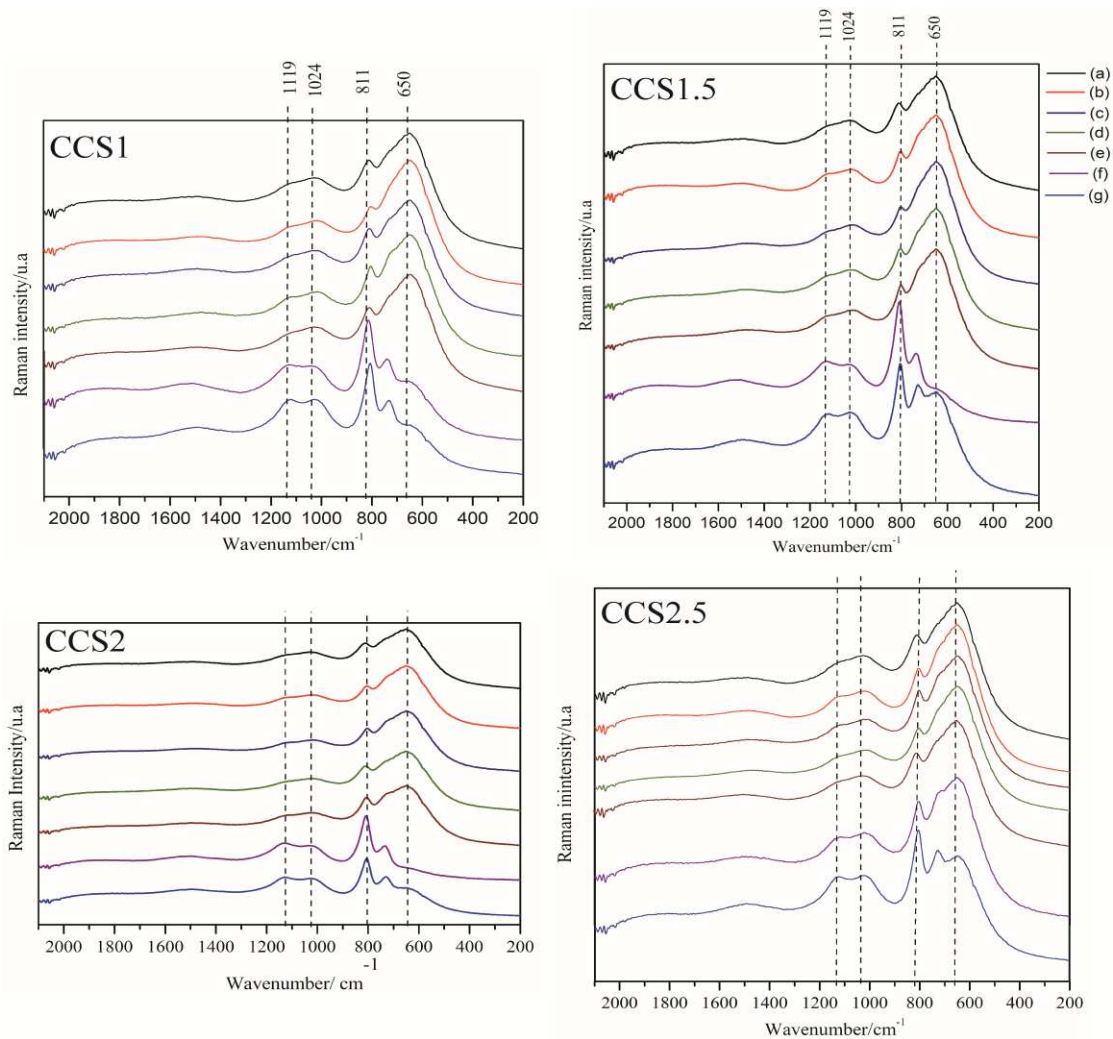 1119
1024
811
650
CCS1
Raman intensity/u.a
2000 1800 1600 1400 1200 1000 800 600 400 200
Wavenumber/cm⁻¹
1119
1024
811
650
CCS1.5
Raman intensity/u.a
2000 1800 1600 1400 1200 1000 800 600 400 200
Wavenumber/cm⁻¹
(a)
(b)
(c)
(d)
(e)
(f)
(g)
CCS2
Raman Intensity/u.a
2000 1800 1600 1400 1200 1000 800 600 400 200
-1
Wavenumber/ cm
CCS2.5
Raman inintensity/u.a
2000 1800 1600 1400 1200 1000 800 600 400 200
Wavenumber/cm⁻¹